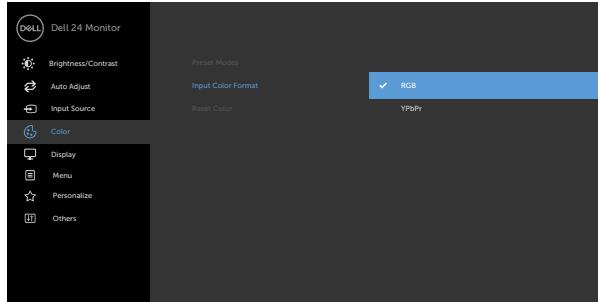 DELL
Dell 24 Monitor
Brightness/Contrast
Auto Adjust
Input Source
Color
Display
Menu
Personalize
Others
Preset Modes
Input Color Format
Reset Color
RGB
YPbPr